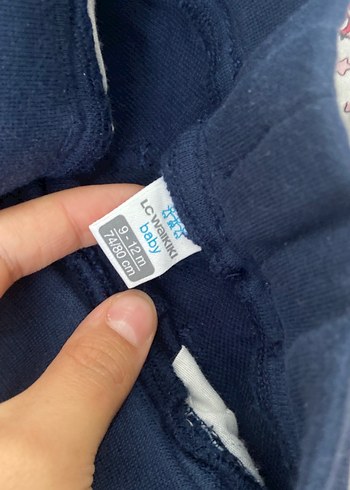 LC WAIKIKI
baby
9 - 12 m
74/80 cm